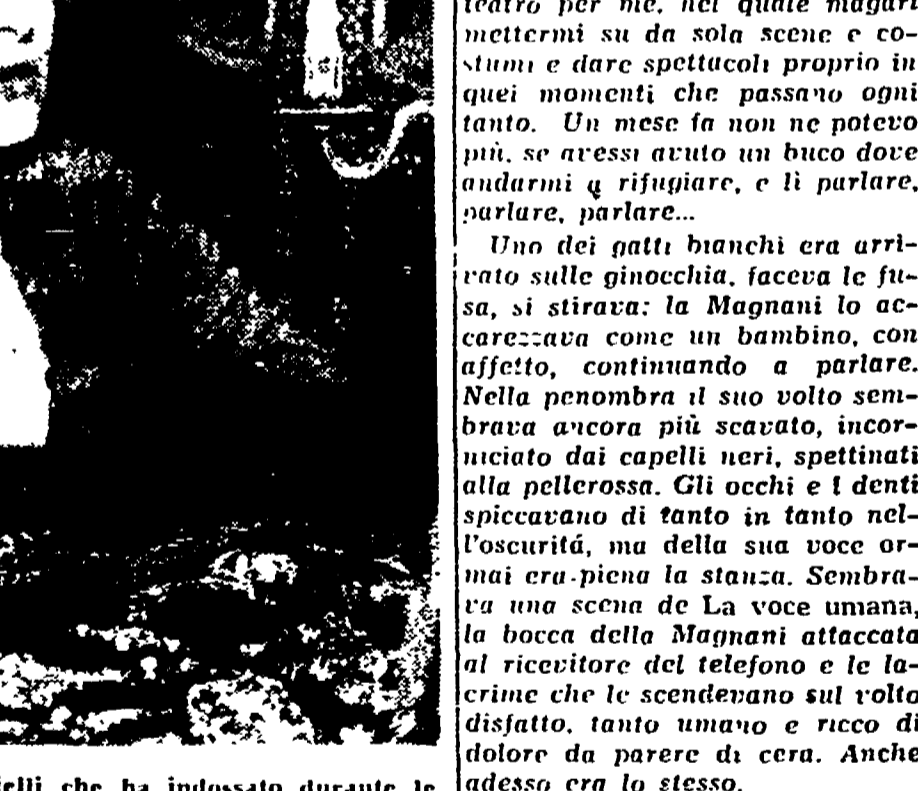 teatro per me, nel quale magari
mettermi su da sola scene e co-
stumi e dare spettacoli proprio in
quei momenti che passano ogni
tanto. Un mese fa non ne potevo
più, se avessi avuto un buco dove
andarmi a rifugiare, e lì parlare,
parlare, parlare...
Uno dei gatti bianchi era arri-
vato sulle ginocchia, faceva le fu-
sa, si stirava: la Magnani lo ac-
carezzava come un bambino, con
affetto, continuando a parlare.
Nella penombra il suo volto sem-
brava ancora più scavato, incor-
niciato dai capelli neri, spettinati
alla pellerossa. Gli occhi e i denti
spiccavano di tanto in tanto nel-
l'oscuritá, ma della sua voce or-
mai era piena la stanza. Sembra-
va una scena de La voce umana,
la bocca della Magnani attaccata
al ricevitore del telefono e le la-
crime che le scendevano sul volto
disfatto, tanto umano e ricco di
dolore da parere di cera. Anche
adesso era lo stesso.
che ha indossato durante le